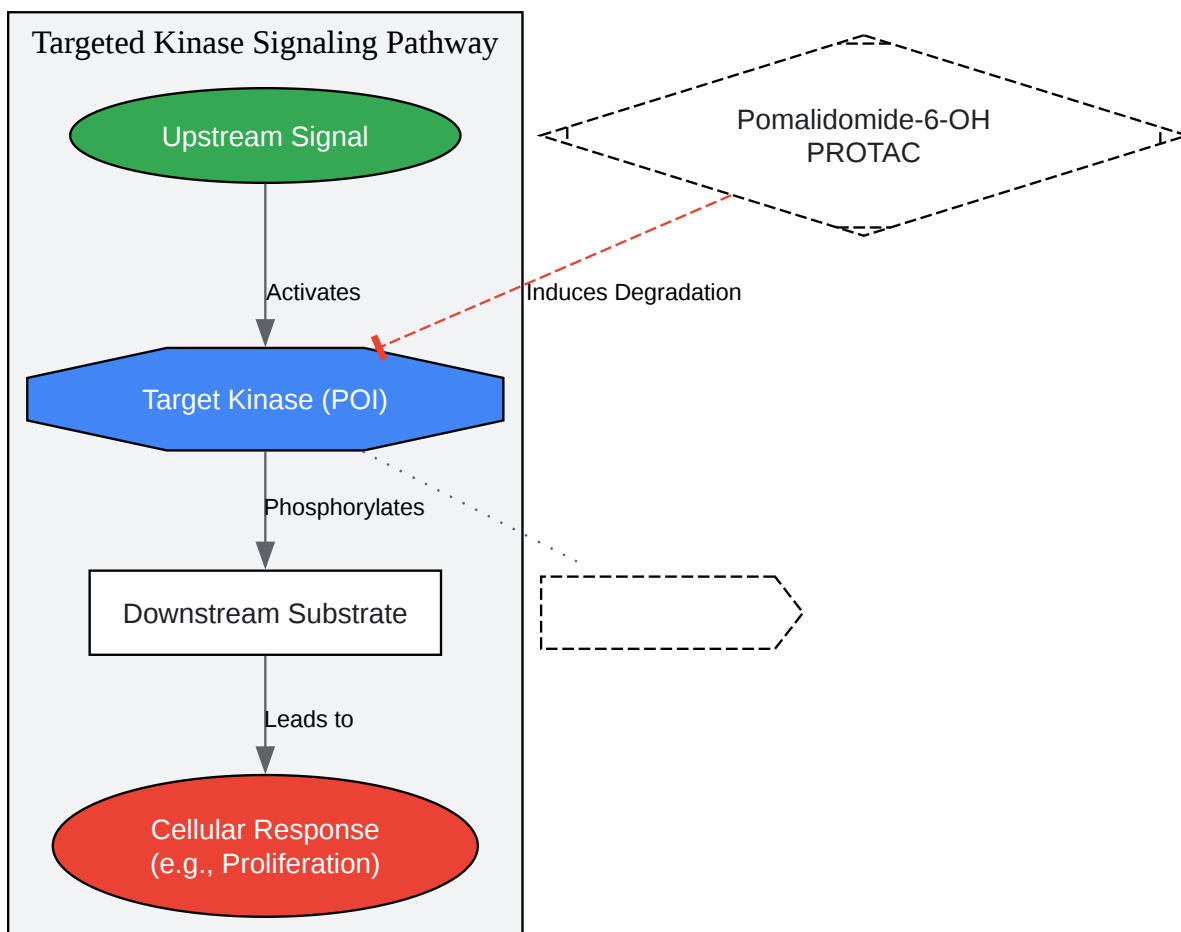 Targeted Kinase Signaling Pathway
Upstream Signal
Pomalidomide-6-OH
PROTAC
Activates
Induces Degradation
Target Kinase (POI)
Phosphorylates
Downstream Substrate
Leads to
Cellular Response
(e.g., Proliferation)